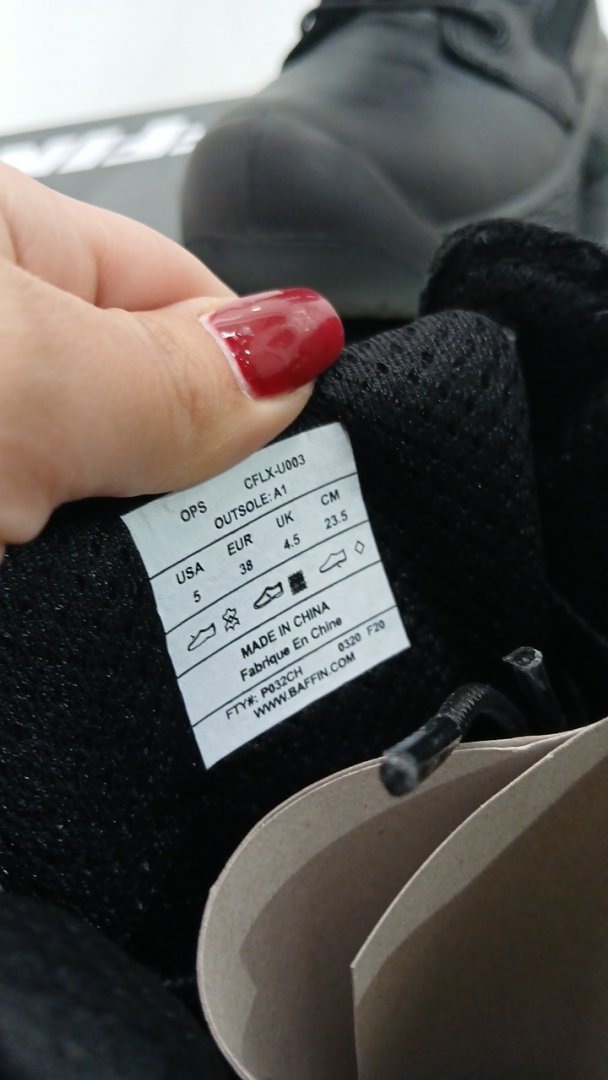 FIN
OPS CFLX-U003
OUTSOLE: A1
USA EUR UK CM
5 38 4.5 23.5
MADE IN CHINA
Fabrique En Chine
FTY#: P032CH 0320 F20
WWW.BAFFIN.COM